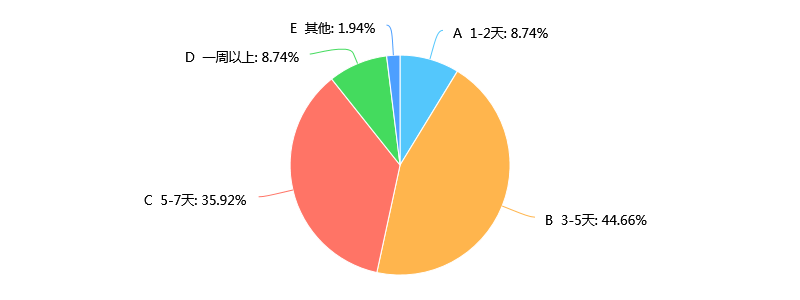 E 其他: 1.94%
A 1-2天: 8.74%
D 一周以上: 8.74%
C 5-7天: 35.92%
B 3-5天: 44.66%